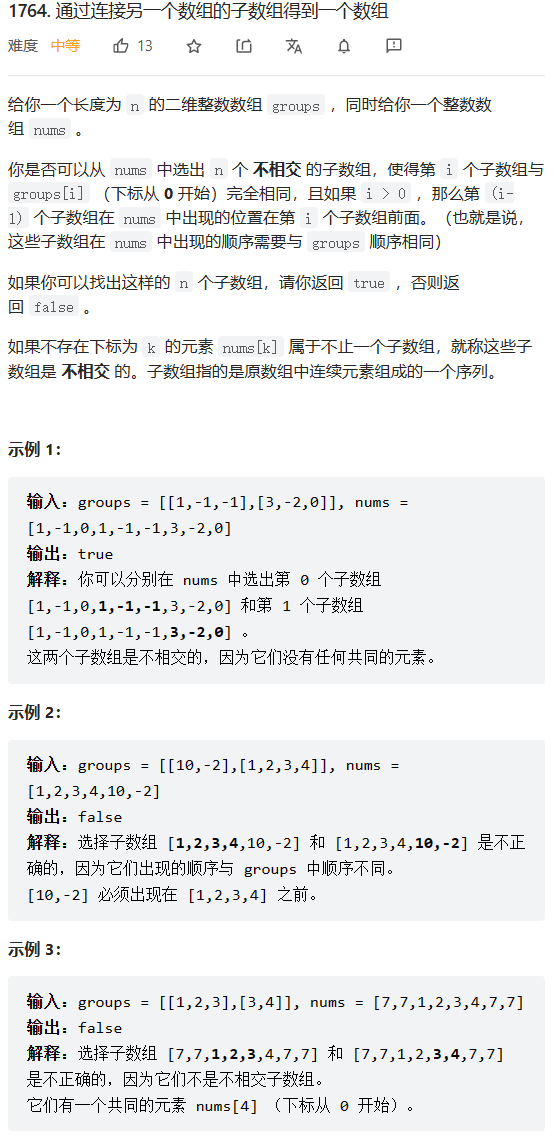 1764. 通过连接另一个数组的子数组得到一个数组
难度 中等 13
给你一个长度为 n 的二维整数数组 groups ，同时给你一个整数数
组 nums 。
你是否可以从 nums 中选出 n 个 不相交 的子数组，使得第 i 个子数组与
groups[i] （下标从 0 开始）完全相同，且如果 i > 0 ，那么第 (i-
1) 个子数组在 nums 中出现的位置在第 i 个子数组前面。（也就是说，
这些子数组在 nums 中出现的顺序需要与 groups 顺序相同）
如果你可以找出这样的 n 个子数组，请你返回 true ，否则返
回 false 。
如果不存在下标为 k 的元素 nums[k] 属于不止一个子数组，就称这些子
数组是 不相交 的。子数组指的是原数组中连续元素组成的一个序列。
示例 1：
输入：groups = [[1,-1,-1],[3,-2,0]], nums =
[1,-1,0,1,-1,-1,3,-2,0]
输出：true
解释：你可以分别在 nums 中选出第 0 个子数组
[1,-1,0,1,-1,-1,3,-2,0] 和第 1 个子数组
[1,-1,0,1,-1,-1,3,-2,0] 。
这两个子数组是不相交的，因为它们没有任何共同的元素。
示例 2：
输入：groups = [[10,-2],[1,2,3,4]], nums =
[1,2,3,4,10,-2]
输出：false
解释：选择子数组 [1,2,3,4,10,-2] 和 [1,2,3,4,10,-2] 是不正
确的，因为它们出现的顺序与 groups 中顺序不同。
[10,-2] 必须出现在 [1,2,3,4] 之前。
示例 3：
输入：groups = [[1,2,3],[3,4]], nums = [7,7,1,2,3,4,7,7]
输出：false
解释：选择子数组 [7,7,1,2,3,4,7,7] 和 [7,7,1,2,3,4,7,7]
是不正确的，因为它们不是不相交子数组。
它们有一个共同的元素 nums[4] （下标从 0 开始）。